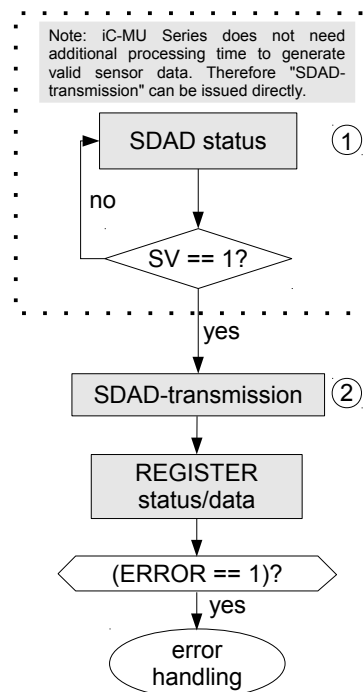 Note: iC-MU Series does not need
additional processing time to generate
valid sensor data. Therefore "SDAD-
transmission" can be issued directly.
SDAD status
1
no
SV == 1?
yes
SDAD-transmission
2
REGISTER
status/data
(ERROR == 1)?
yes
error
handling